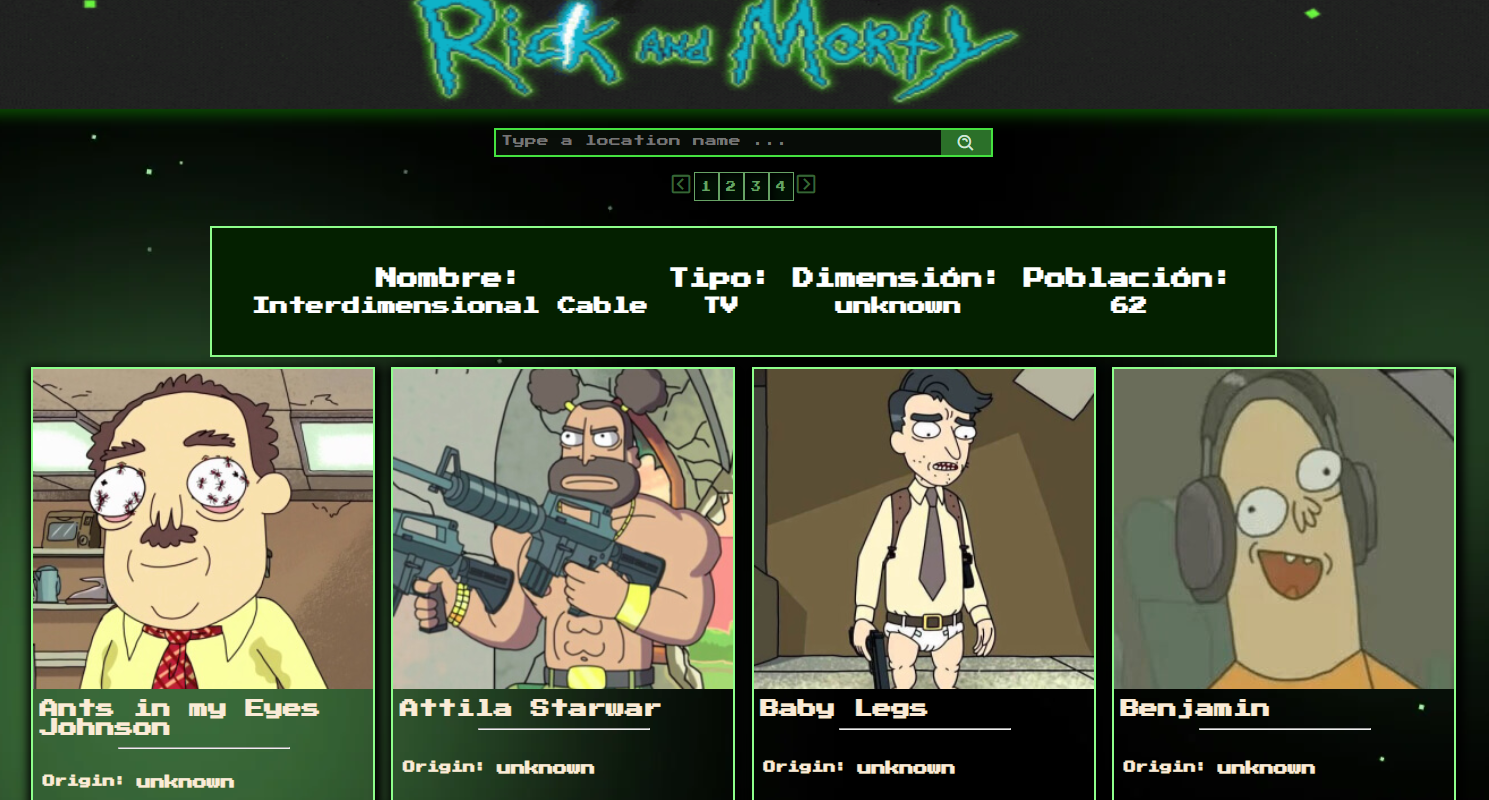 Rick and Morty
Type a location name ...
1 2 3 4
Nombre: Tipo: Dimensión: Población:
Interdimensional Cable TV unknown 62
Ants in my Eyes
Johnson
Origin: unknown
Attila Starwar
Origin: unknown
Baby Legs
Origin: unknown
Benjamin
Origin: unknown